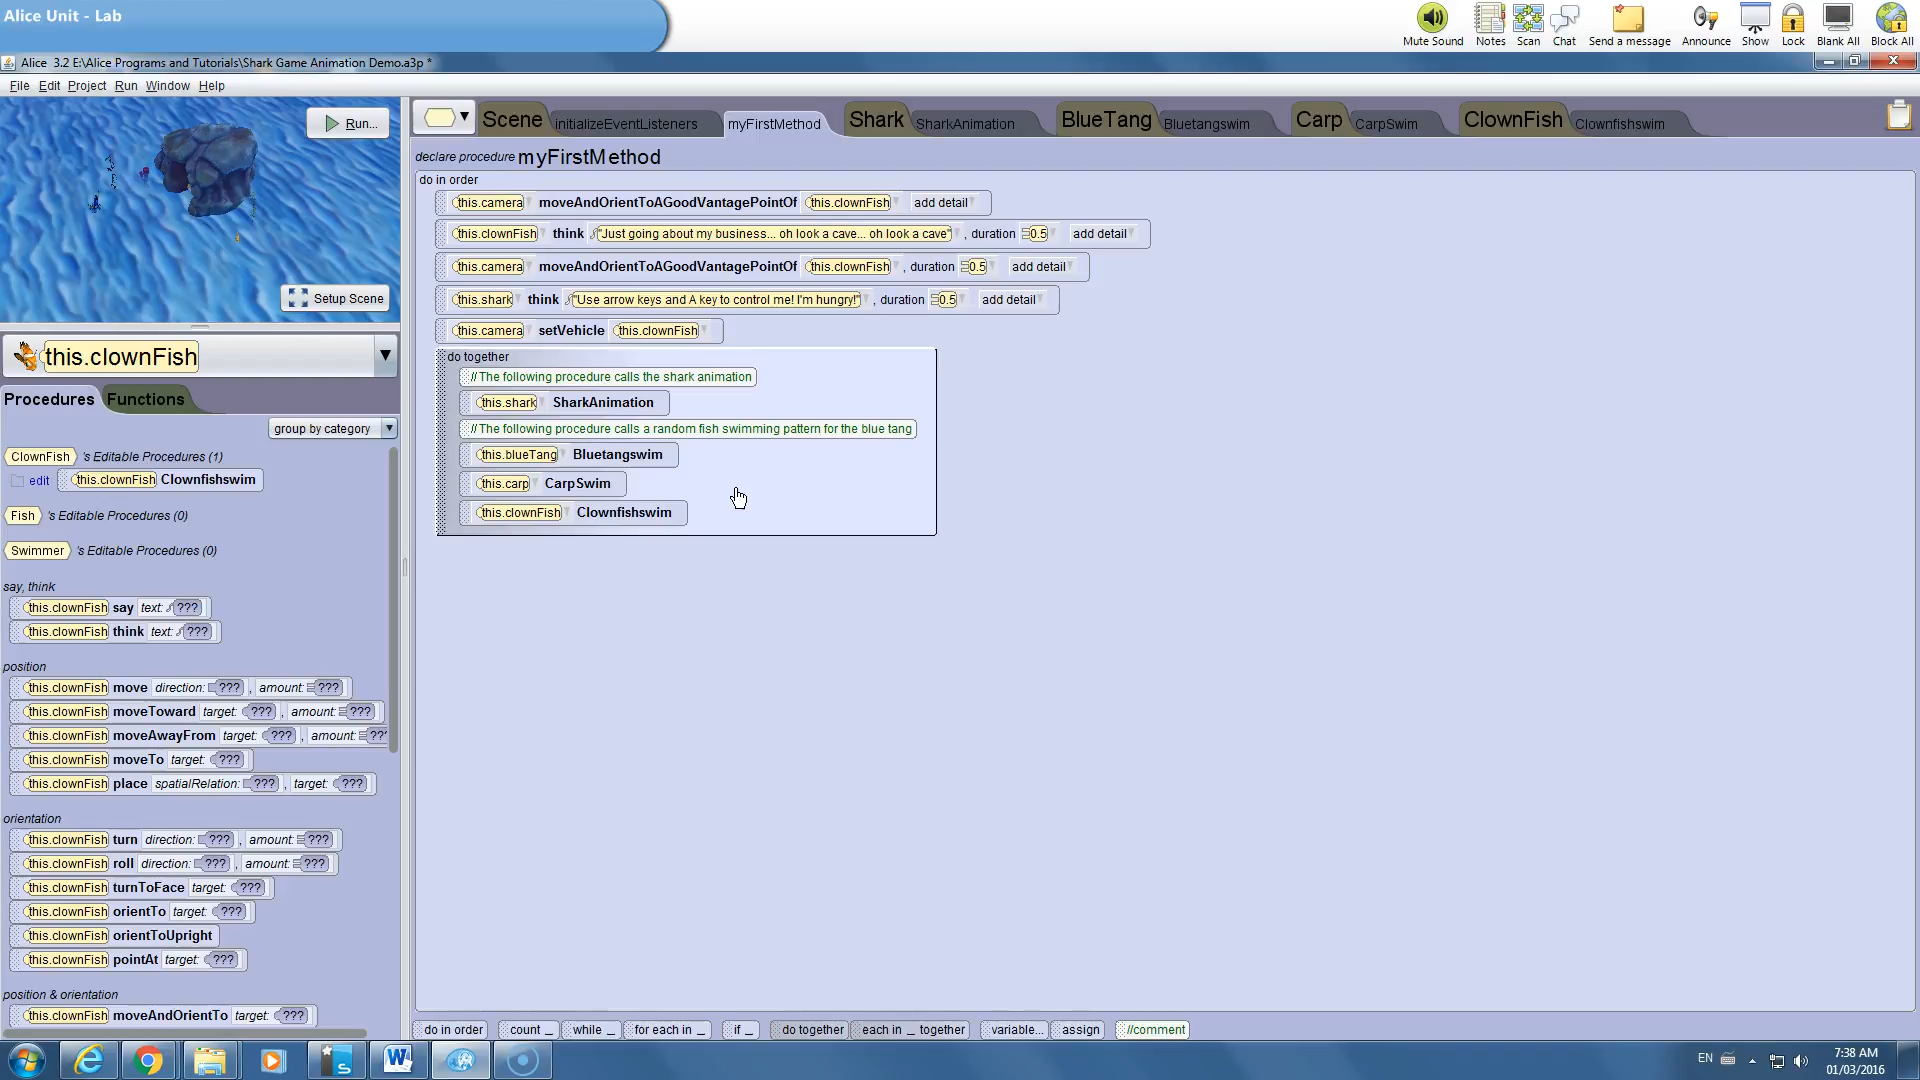 Alice Unit - Lab
Mute Sound Notes Scan Chat Send a message Announce Show Lock Blank All Block All
Alice 3.2 E:\Alice Programs and Tutorials\Shark Game Animation Demo.a3p *
File Edit Project Run Window Help
Run...
Setup Scene
Scene initializeEventListeners myFirstMethod Shark SharkAnimation BlueTang Bluetangswim Carp CarpSwim ClownFish Clownfishswim
declare procedure myFirstMethod
do in order
this.camera moveAndOrientToAGoodVantagePointOf this.clownFish add detail
this.clownFish think "Just going about my business... oh look a cave... oh look a cave" , duration 0.5 add detail
this.camera moveAndOrientToAGoodVantagePointOf this.clownFish , duration 0.5 add detail
this.shark think "Use arrow keys and A key to control me! I'm hungry!" , duration 0.5 add detail
this.camera setVehicle this.clownFish
do together
// The following procedure calls the shark animation
this.shark SharkAnimation
// The following procedure calls a random fish swimming pattern for the blue tang
this.blueTang Bluetangswim
this.carp CarpSwim
this.clownFish Clownfishswim
this.clownFish
Procedures Functions
group by category
ClownFish 's Editable Procedures (1)
edit this.clownFish Clownfishswim
Fish 's Editable Procedures (0)
Swimmer 's Editable Procedures (0)
say, think
this.clownFish say text: ???
this.clownFish think text: ???
position
this.clownFish move direction: ??? , amount: ???
this.clownFish moveToward target: ??? , amount: ???
this.clownFish moveAwayFrom target: ??? , amount: ??
this.clownFish moveTo target: ???
this.clownFish place spatialRelation: ??? , target: ???
orientation
this.clownFish turn direction: ??? , amount: ???
this.clownFish roll direction: ??? , amount: ???
this.clownFish turnToFace target: ???
this.clownFish orientTo target: ???
this.clownFish orientToUpright
this.clownFish pointAt target: ???
position & orientation
this.clownFish moveAndOrientTo target: ???
do in order count _ while _ for each in _ if _ do together each in _ together variable... assign //comment
EN
7:38 AM
01/03/2016